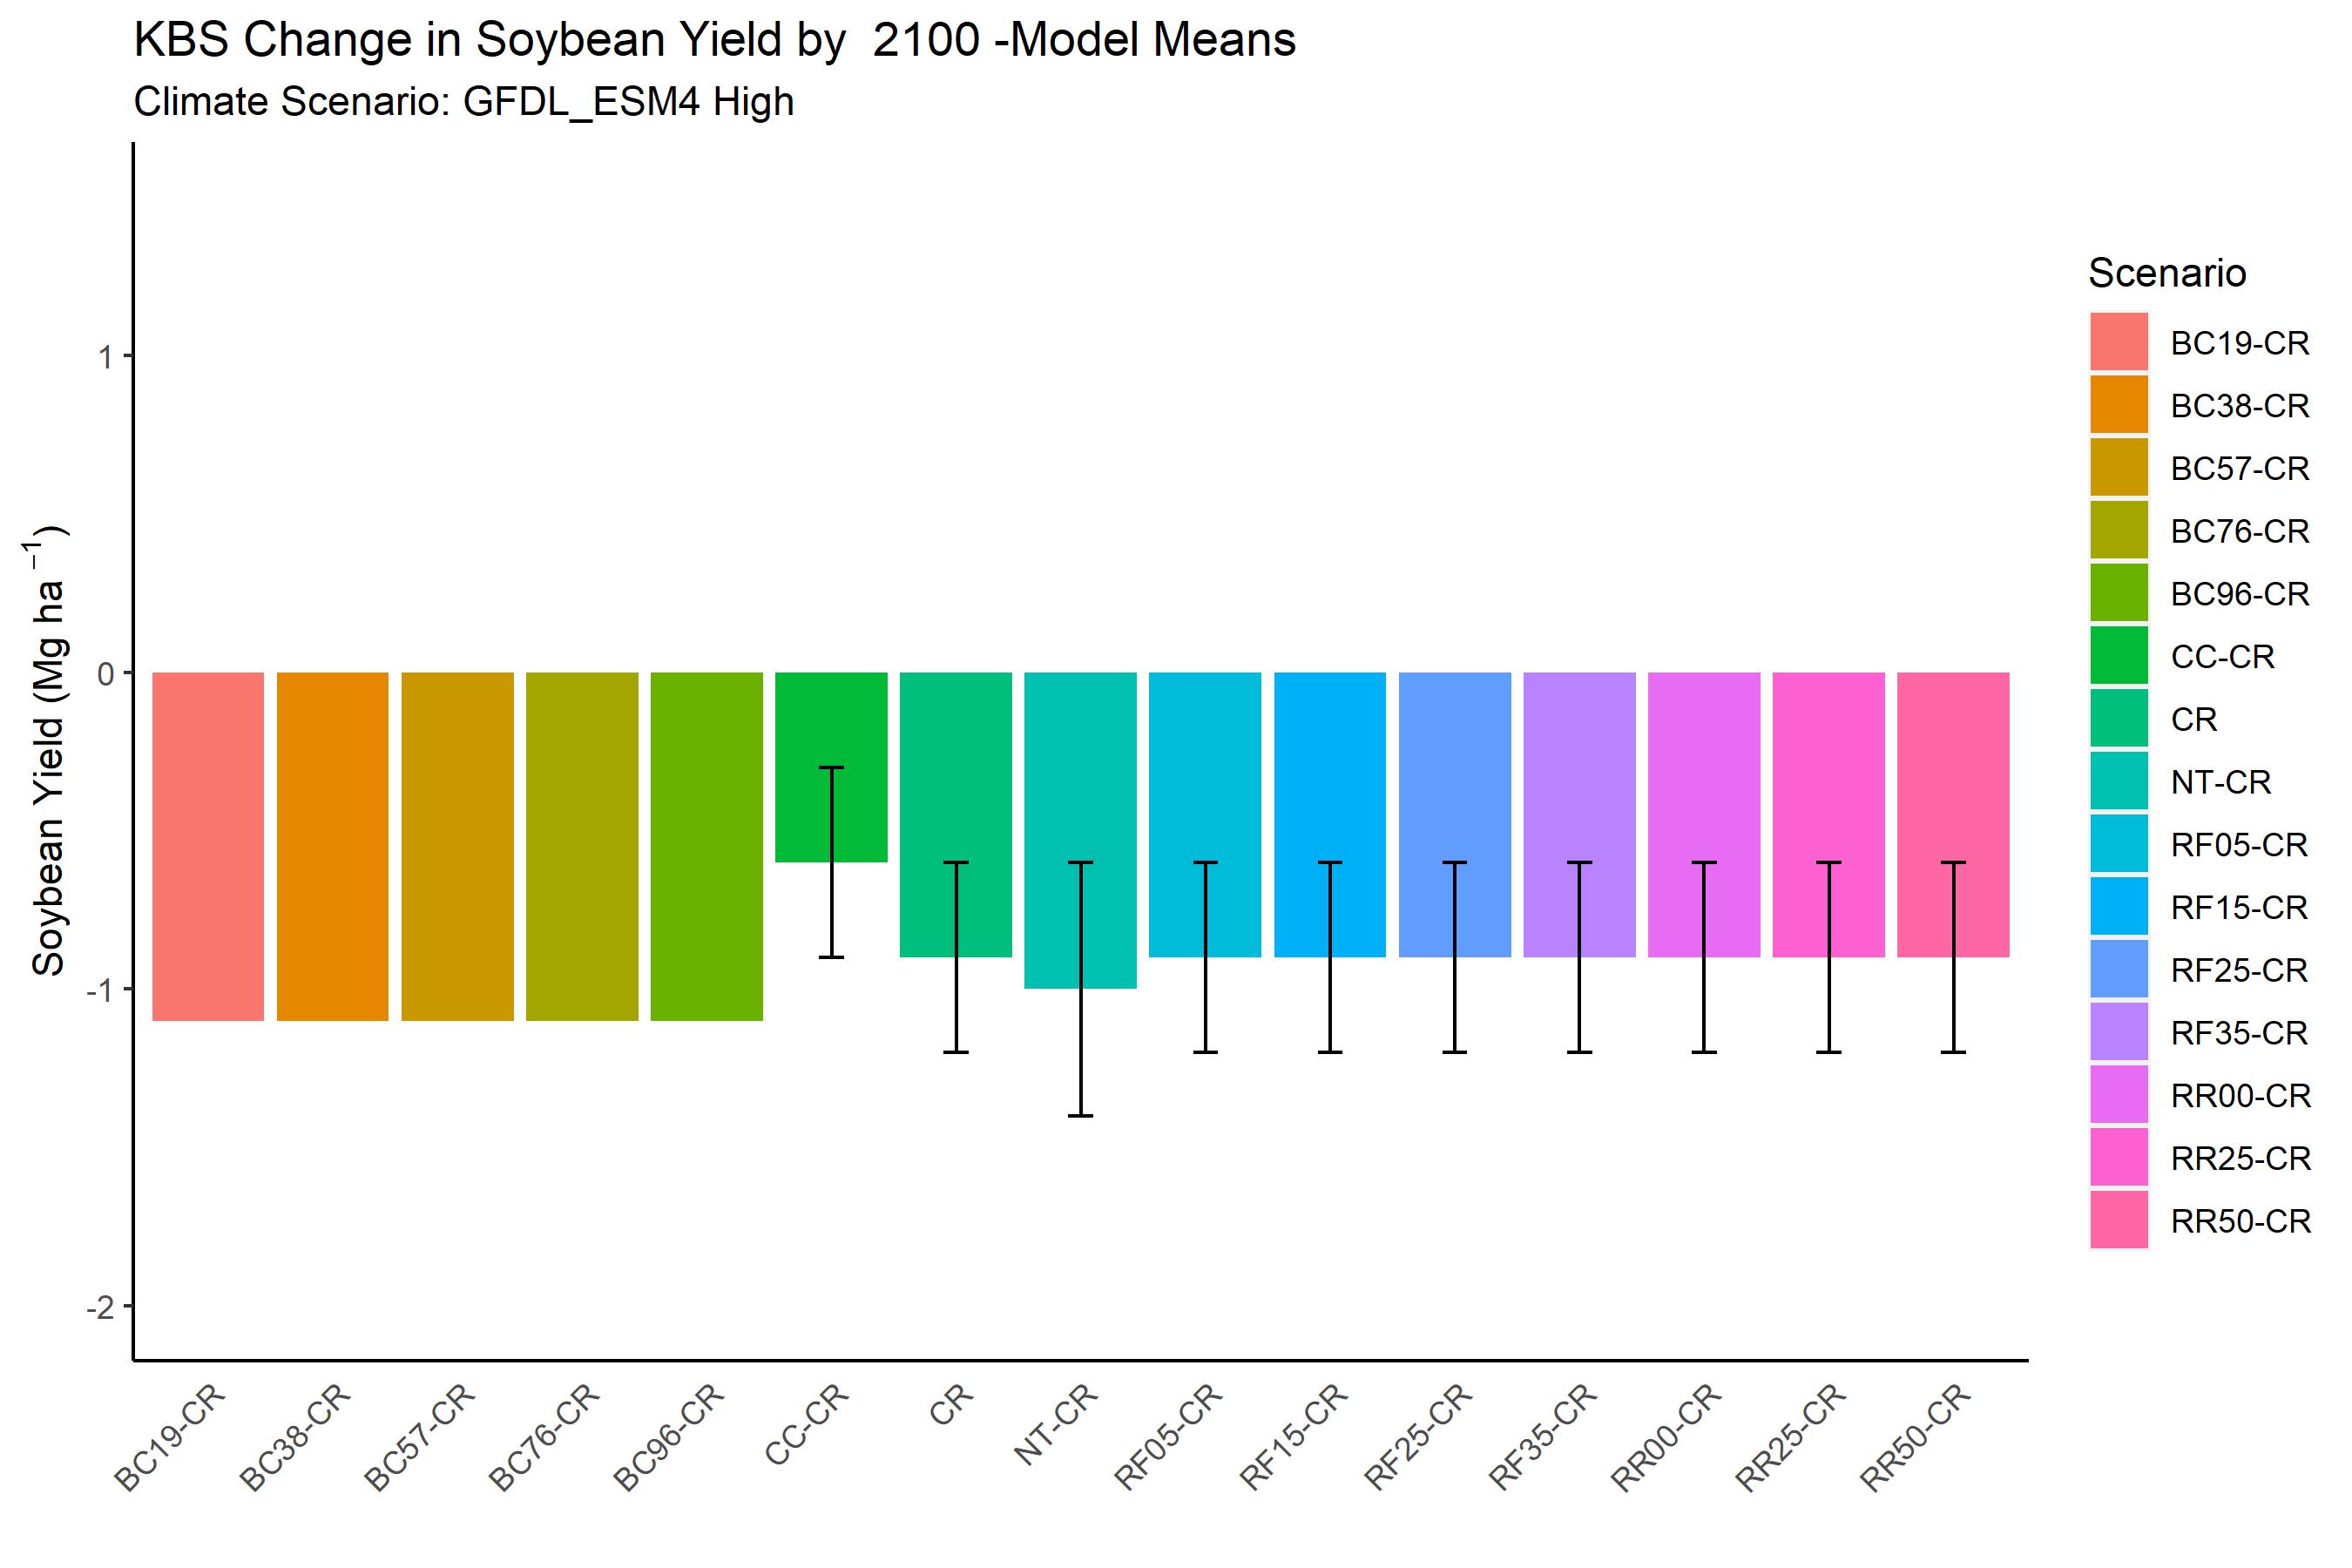 KBS Change in Soybean Yield by  2100 -Model Means
Climate Scenario: GFDL_ESM4 High
Soybean Yield (Mg ha −1)
1
0
-1
-2
BC19-CR
BC38-CR
BC57-CR
BC76-CR
BC96-CR
CC-CR
CR
NT-CR
RF05-CR
RF15-CR
RF25-CR
RF35-CR
RR00-CR
RR25-CR
RR50-CR
Scenario
BC19-CR
BC38-CR
BC57-CR
BC76-CR
BC96-CR
CC-CR
CR
NT-CR
RF05-CR
RF15-CR
RF25-CR
RF35-CR
RR00-CR
RR25-CR
RR50-CR